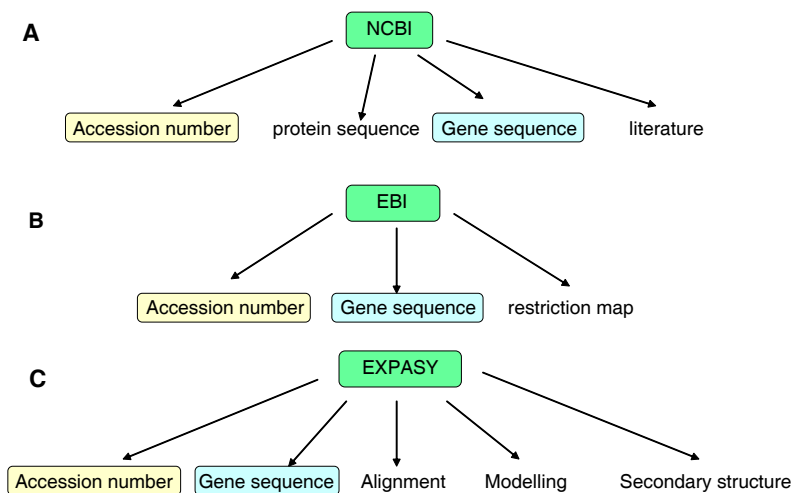 A
NCBI
Accession number protein sequence Gene sequence literature
B
EBI
Accession number Gene sequence restriction map
C
EXPASY
Accession number Gene sequence Alignment Modelling Secondary structure